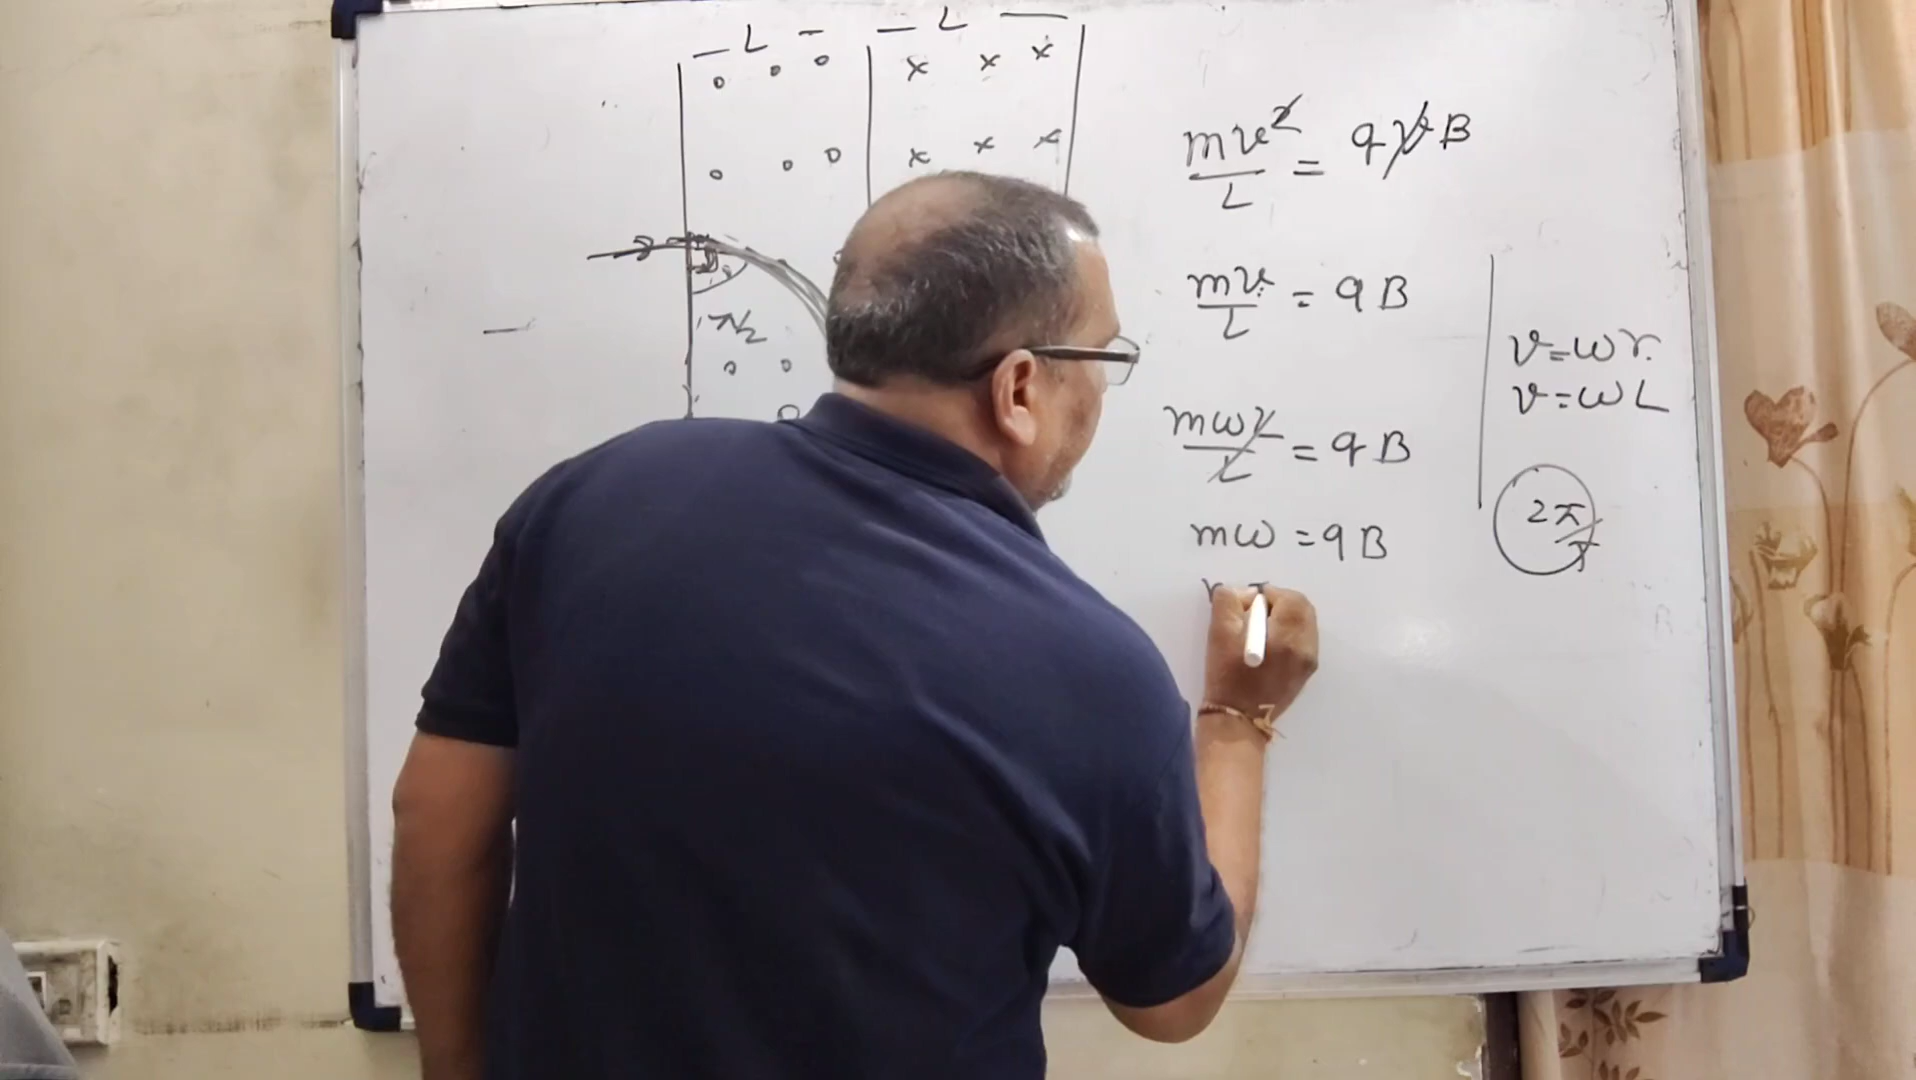 L L
o o o x x x
o o o x x x
π/2
o o
o
mv²/L = qvB
mv/L = qB
mωL/L = qB
mω = qB
v=ωr.
v=ωL
2π/T